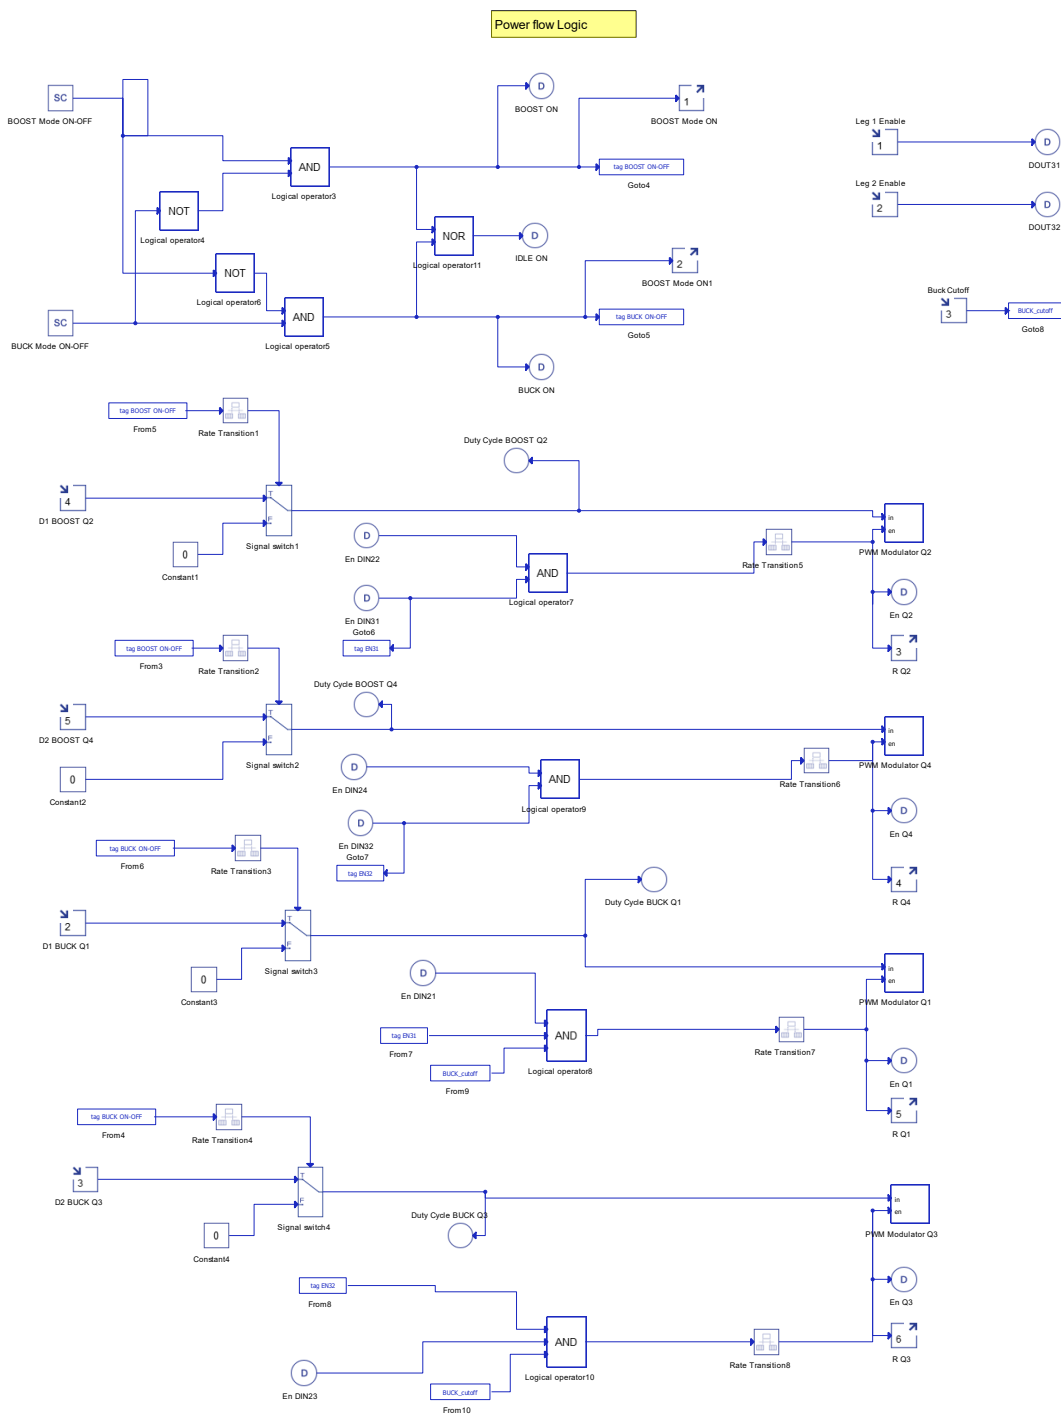 Power flow Logic
SC
BOOST Mode ON-OFF
D
BOOST ON
1
BOOST Mode ON
Leg 1 Enable
1
D
DOUT31
AND
Logical operator3
tag BOOST ON-OFF
Goto4
NOT
Logical operator4
Leg 2 Enable
2
D
DOUT32
NOR
Logical operator11
D
IDLE ON
2
BOOST Mode ON1
NOT
Logical operator6
SC
BUCK Mode ON-OFF
AND
Logical operator5
tag BUCK ON-OFF
Goto5
Buck Cutoff
3
BUCK_cutoff
Goto8
D
BUCK ON
tag BOOST ON-OFF
From5
Rate Transition1
Duty Cycle BOOST Q2
4
D1 BOOST Q2
T
F
Signal switch1
0
Constant1
in
en
PWM Modulator Q2
D
En DIN22
AND
Logical operator7
Rate Transition5
D
En DIN31
Goto6
tag EN31
D
En Q2
3
R Q2
tag BOOST ON-OFF
From3
Rate Transition2
Duty Cycle BOOST Q4
5
D2 BOOST Q4
T
F
Signal switch2
0
Constant2
in
en
PWM Modulator Q4
D
En DIN24
AND
Logical operator9
Rate Transition6
D
En DIN32
Goto7
tag EN32
D
En Q4
4
R Q4
tag BUCK ON-OFF
From6
Rate Transition3
Duty Cycle BUCK Q1
2
D1 BUCK Q1
T
F
Signal switch3
0
Constant3
in
en
PWM Modulator Q1
D
En DIN21
tag EN31
From7
AND
Logical operator8
Rate Transition7
BUCK_cutoff
From9
D
En Q1
5
R Q1
tag BUCK ON-OFF
From4
Rate Transition4
3
D2 BUCK Q3
T
F
Signal switch4
0
Constant4
Duty Cycle BUCK Q3
in
en
PWM Modulator Q3
tag EN32
From8
AND
Logical operator10
Rate Transition8
D
En DIN23
BUCK_cutoff
From10
D
En Q3
6
R Q3